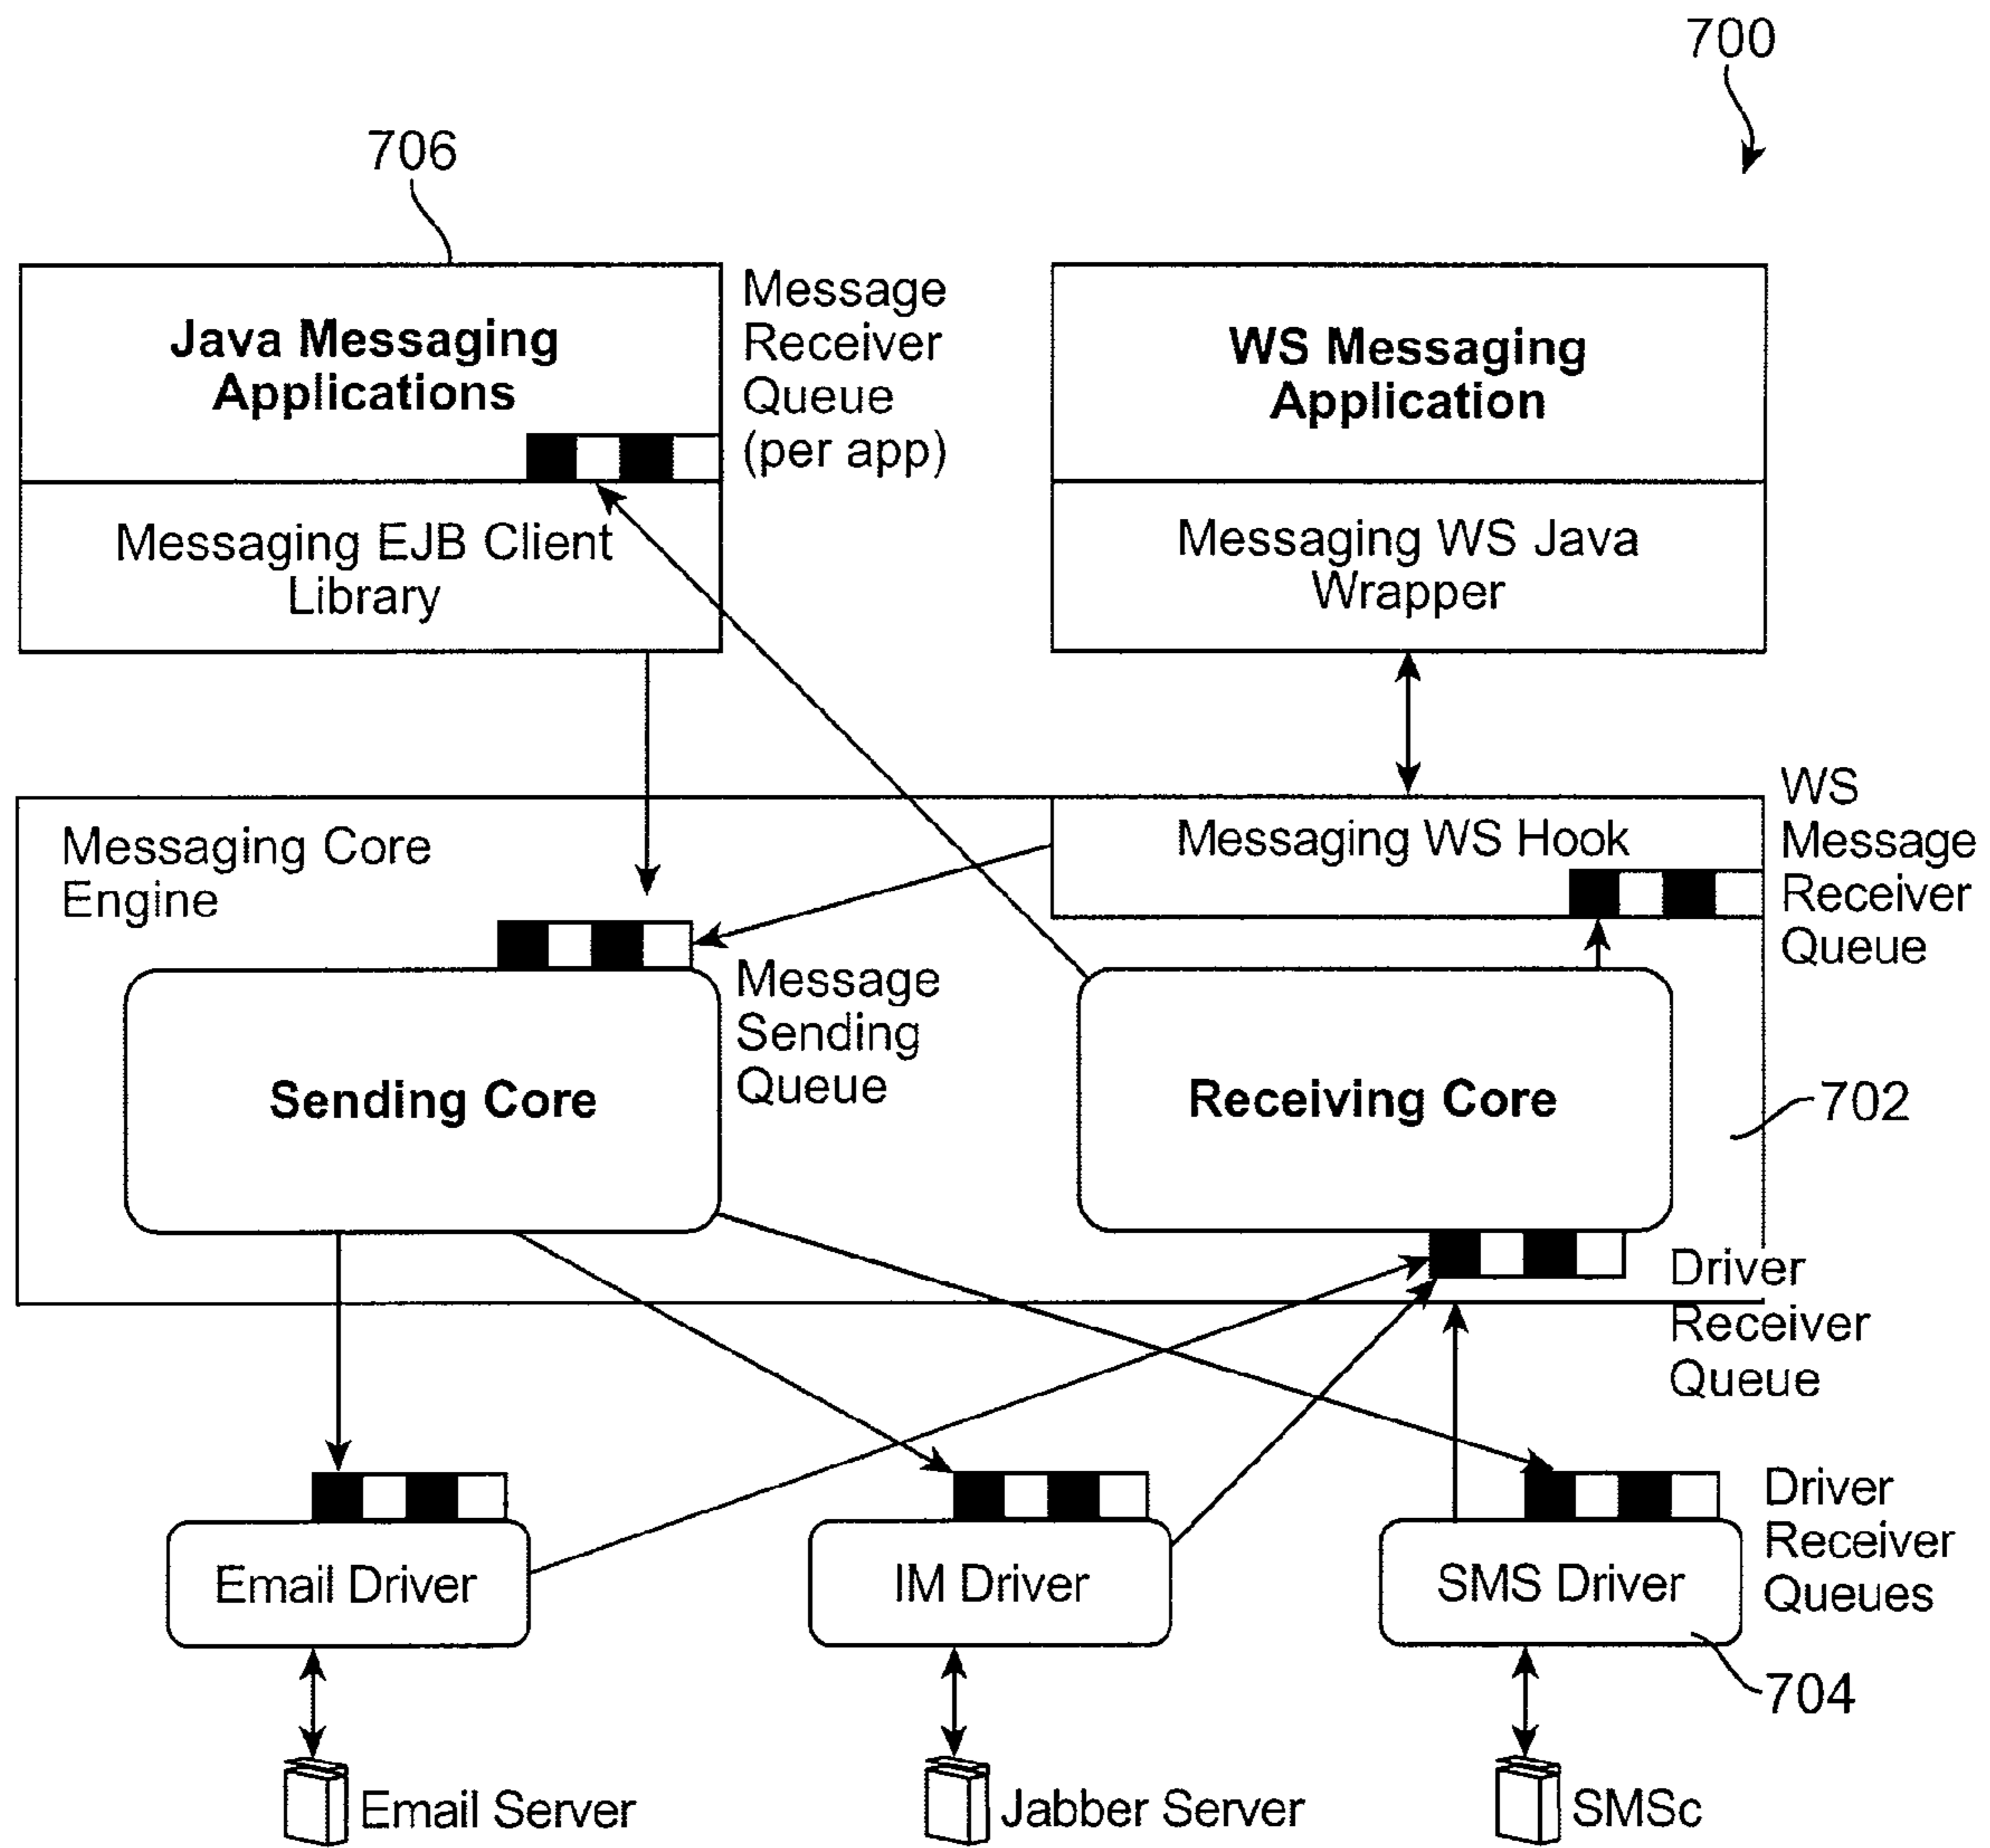 700
706
Java Messaging
Applications
Message
Receiver
Queue
(per app)
WS Messaging
Application
Messaging EJB Client
Library
Messaging WS Java
Wrapper
Messaging Core
Engine
Messaging WS Hook
WS
Message
Receiver
Queue
Message
Sending
Queue
Sending Core
Receiving Core
702
Driver
Receiver
Queue
Email Driver
IM Driver
SMS Driver
Driver
Receiver
Queues
704
Email Server
Jabber Server
SMSc